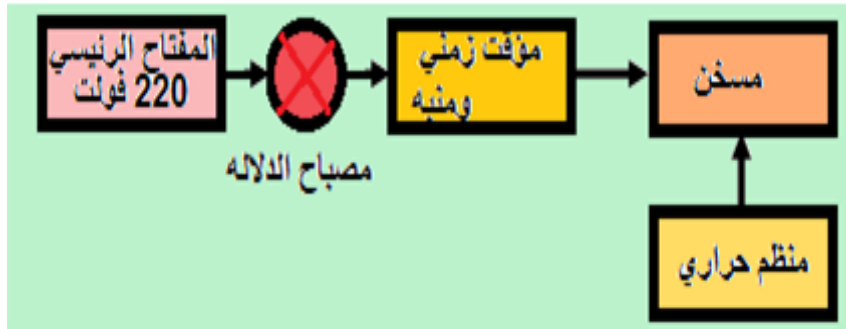 المفتاح الرئيسي
220 فولت
مصباح الدلاله
مؤقت زمني
ومنبه
مسخن
منظم حراري